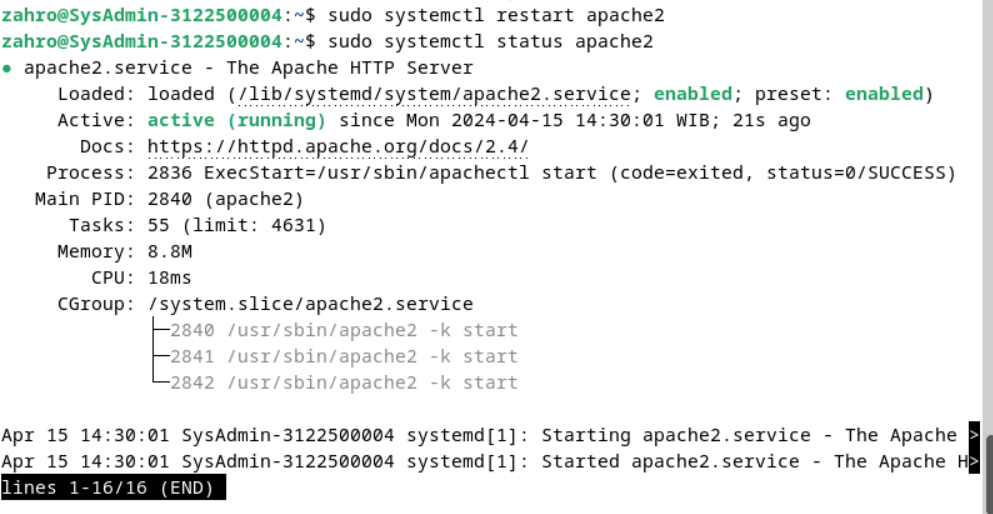 zahro@SysAdmin-3122500004:~$ sudo systemctl restart apache2
zahro@SysAdmin-3122500004:~$ sudo systemctl status apache2
● apache2.service - The Apache HTTP Server
     Loaded: loaded (/lib/systemd/system/apache2.service; enabled; preset: enabled)
     Active: active (running) since Mon 2024-04-15 14:30:01 WIB; 21s ago
       Docs: https://httpd.apache.org/docs/2.4/
    Process: 2836 ExecStart=/usr/sbin/apachectl start (code=exited, status=0/SUCCESS)
   Main PID: 2840 (apache2)
      Tasks: 55 (limit: 4631)
     Memory: 8.8M
        CPU: 18ms
     CGroup: /system.slice/apache2.service
             ├─2840 /usr/sbin/apache2 -k start
             ├─2841 /usr/sbin/apache2 -k start
             └─2842 /usr/sbin/apache2 -k start

Apr 15 14:30:01 SysAdmin-3122500004 systemd[1]: Starting apache2.service - The Apache >
Apr 15 14:30:01 SysAdmin-3122500004 systemd[1]: Started apache2.service - The Apache H>
lines 1-16/16 (END)